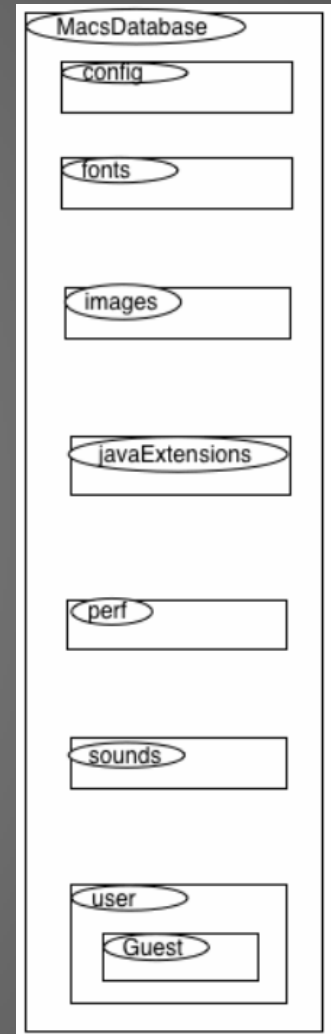 MacsDatabase
config
fonts
images
javaExtensions
perf
sounds
user
Guest